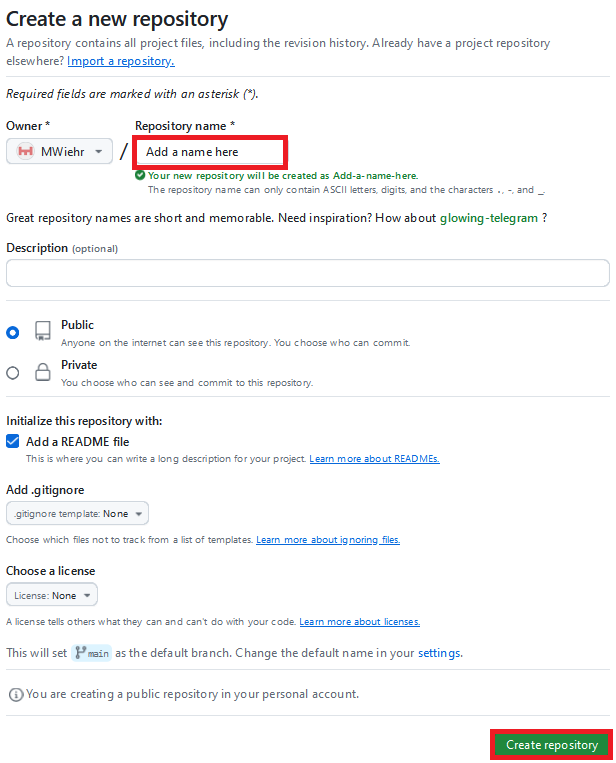 Create a new repository
A repository contains all project files, including the revision history. Already have a project repository
elsewhere? Import a repository.
Required fields are marked with an asterisk (*).
Owner * Repository name *
MWiehr / Add a name here
Your new repository will be created as Add-a-name-here.
The repository name can only contain ASCII letters, digits, and the characters ., -, and _.
Great repository names are short and memorable. Need inspiration? How about glowing-telegram ?
Description (optional)
Public
Anyone on the internet can see this repository. You choose who can commit.
Private
You choose who can see and commit to this repository.
Initialize this repository with:
Add a README file
This is where you can write a long description for your project. Learn more about READMEs.
Add .gitignore
.gitignore template: None
Choose which files not to track from a list of templates. Learn more about ignoring files.
Choose a license
License: None
A license tells others what they can and can't do with your code. Learn more about licenses.
This will set main as the default branch. Change the default name in your settings.
You are creating a public repository in your personal account.
Create repository